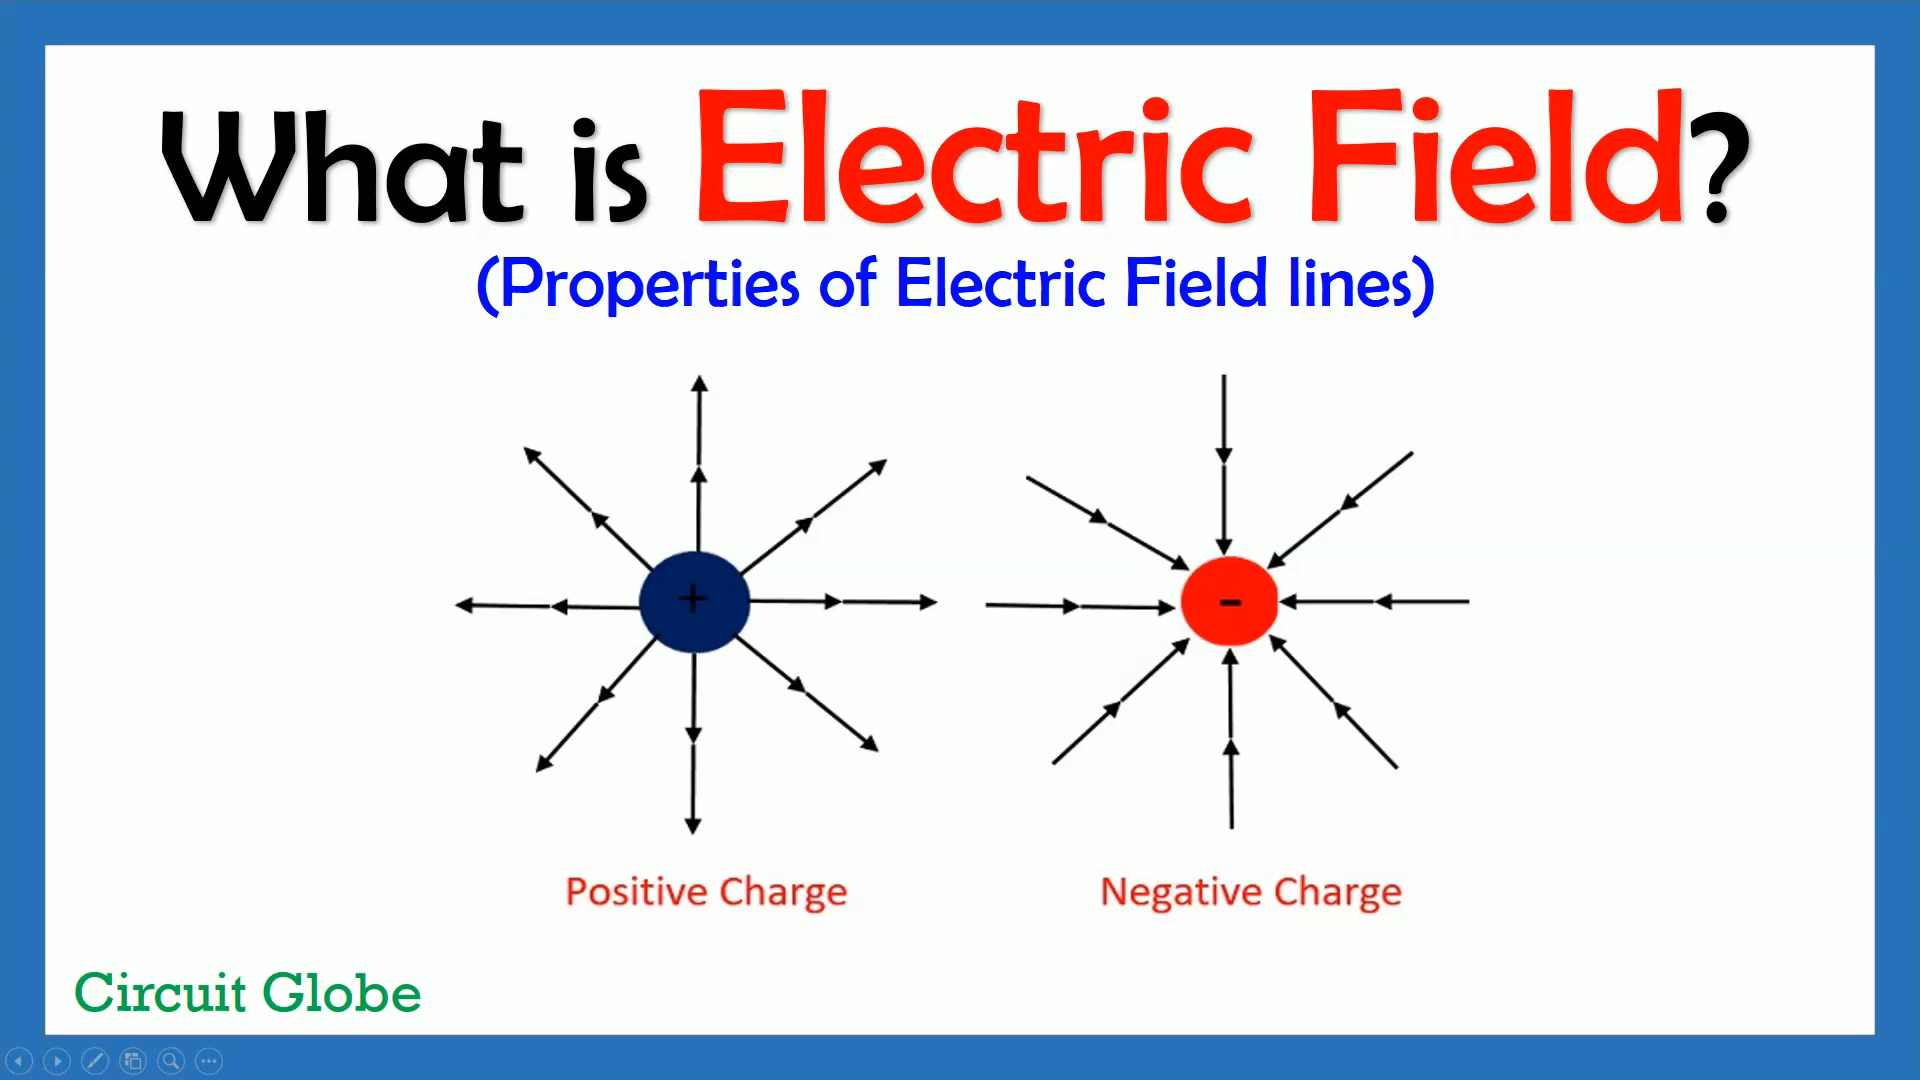 What is Electric Field?
(Properties of Electric Field lines)
+
-
Positive Charge
Negative Charge
Circuit Globe